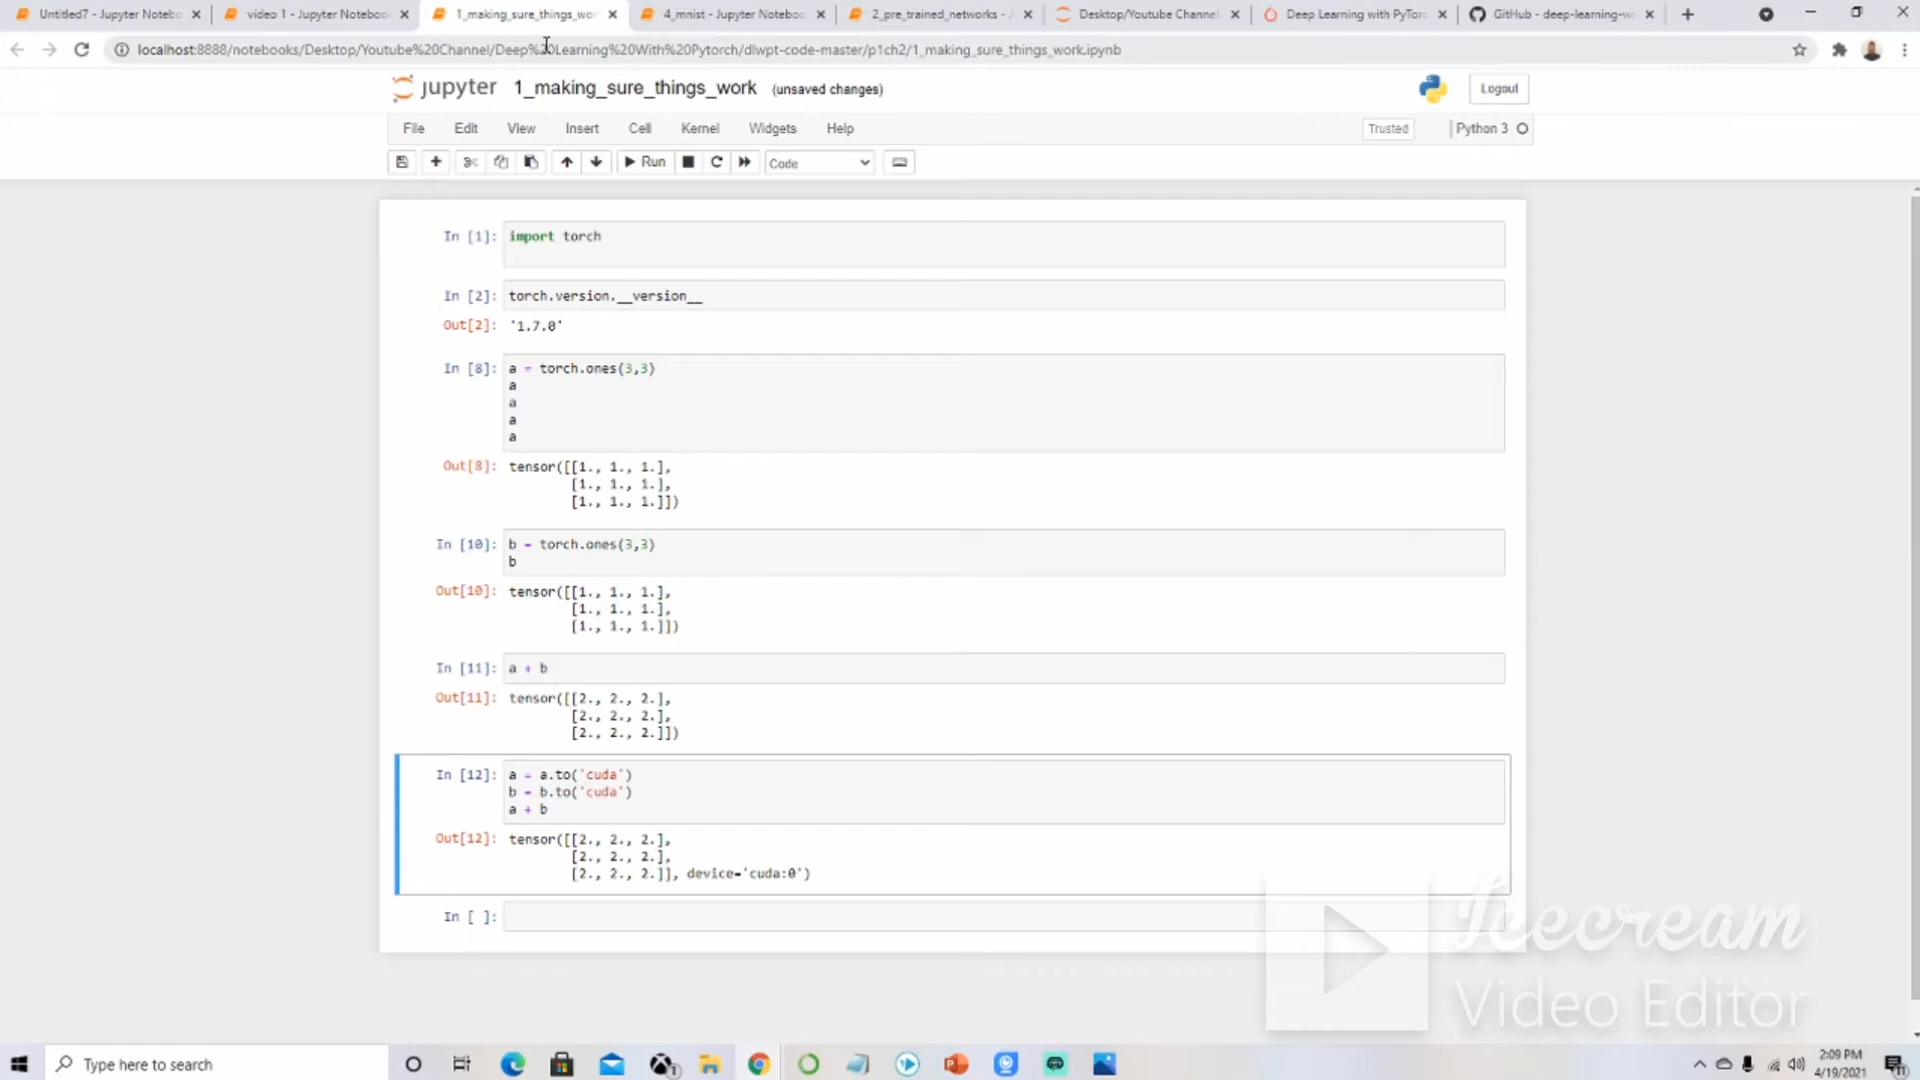 Untitled7 - Jupyter Notebo
video 1 - Jupyter Notebook
1_making_sure_things_wor
4_mnist - Jupyter Noteboo
2_pre_trained_networks - J
Desktop/Youtube Channel
Deep Learning with PyTorc
GitHub - deep-learning-w
localhost:8888/notebooks/Desktop/Youtube%20Channel/Deep%20Learning%20With%20Pytorch/dlwpt-code-master/p1ch2/1_making_sure_things_work.ipynb
jupyter 1_making_sure_things_work (unsaved changes)
Logout
File Edit View Insert Cell Kernel Widgets Help
Trusted Python 3
Run Code
In [1]: import torch
In [2]: torch.version.__version__
Out[2]: '1.7.0'
In [8]: a = torch.ones(3,3)
a
a
a
a
Out[8]: tensor([[1., 1., 1.],
[1., 1., 1.],
[1., 1., 1.]])
In [10]: b = torch.ones(3,3)
b
Out[10]: tensor([[1., 1., 1.],
[1., 1., 1.],
[1., 1., 1.]])
In [11]: a + b
Out[11]: tensor([[2., 2., 2.],
[2., 2., 2.],
[2., 2., 2.]])
In [12]: a = a.to('cuda')
b = b.to('cuda')
a + b
Out[12]: tensor([[2., 2., 2.],
[2., 2., 2.],
[2., 2., 2.]], device='cuda:0')
In [ ]:
Icecream
Video Editor
Type here to search
2:09 PM
4/19/2021